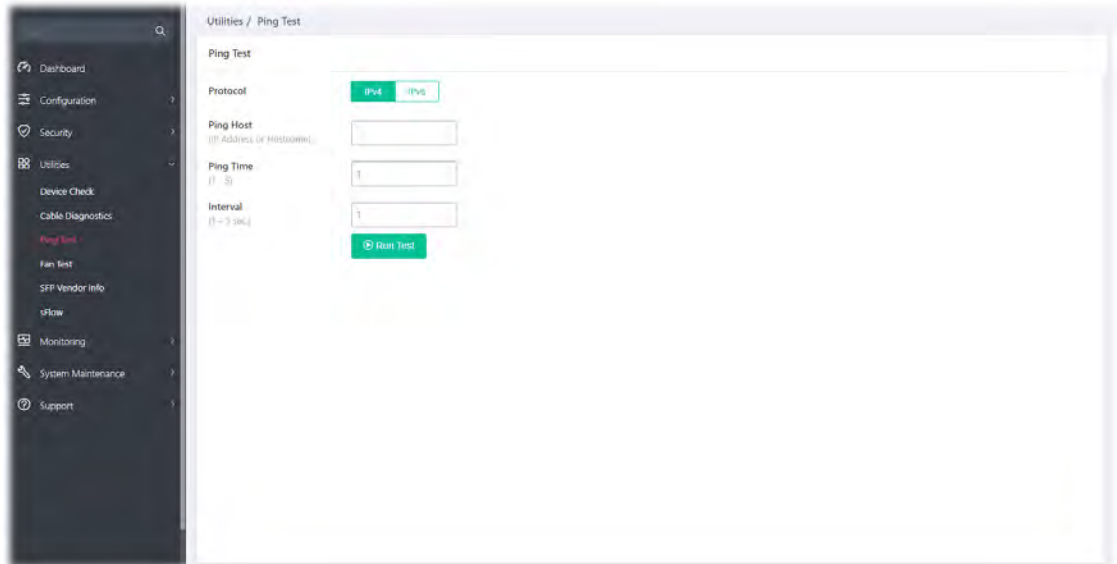 Utilities / Ping Test
Dashboard
Configuration
Security
Utilities
Device Check
Cable Diagnostics
Ping Test
Fan Test
SFP Vendor Info
sFlow
Monitoring
System Maintenance
Support
Ping Test
Protocol
IPv4
IPv6
Ping Host
(IP Address or Hostname)
Ping Time
1
(1 - 5)
Interval
1
Run Test